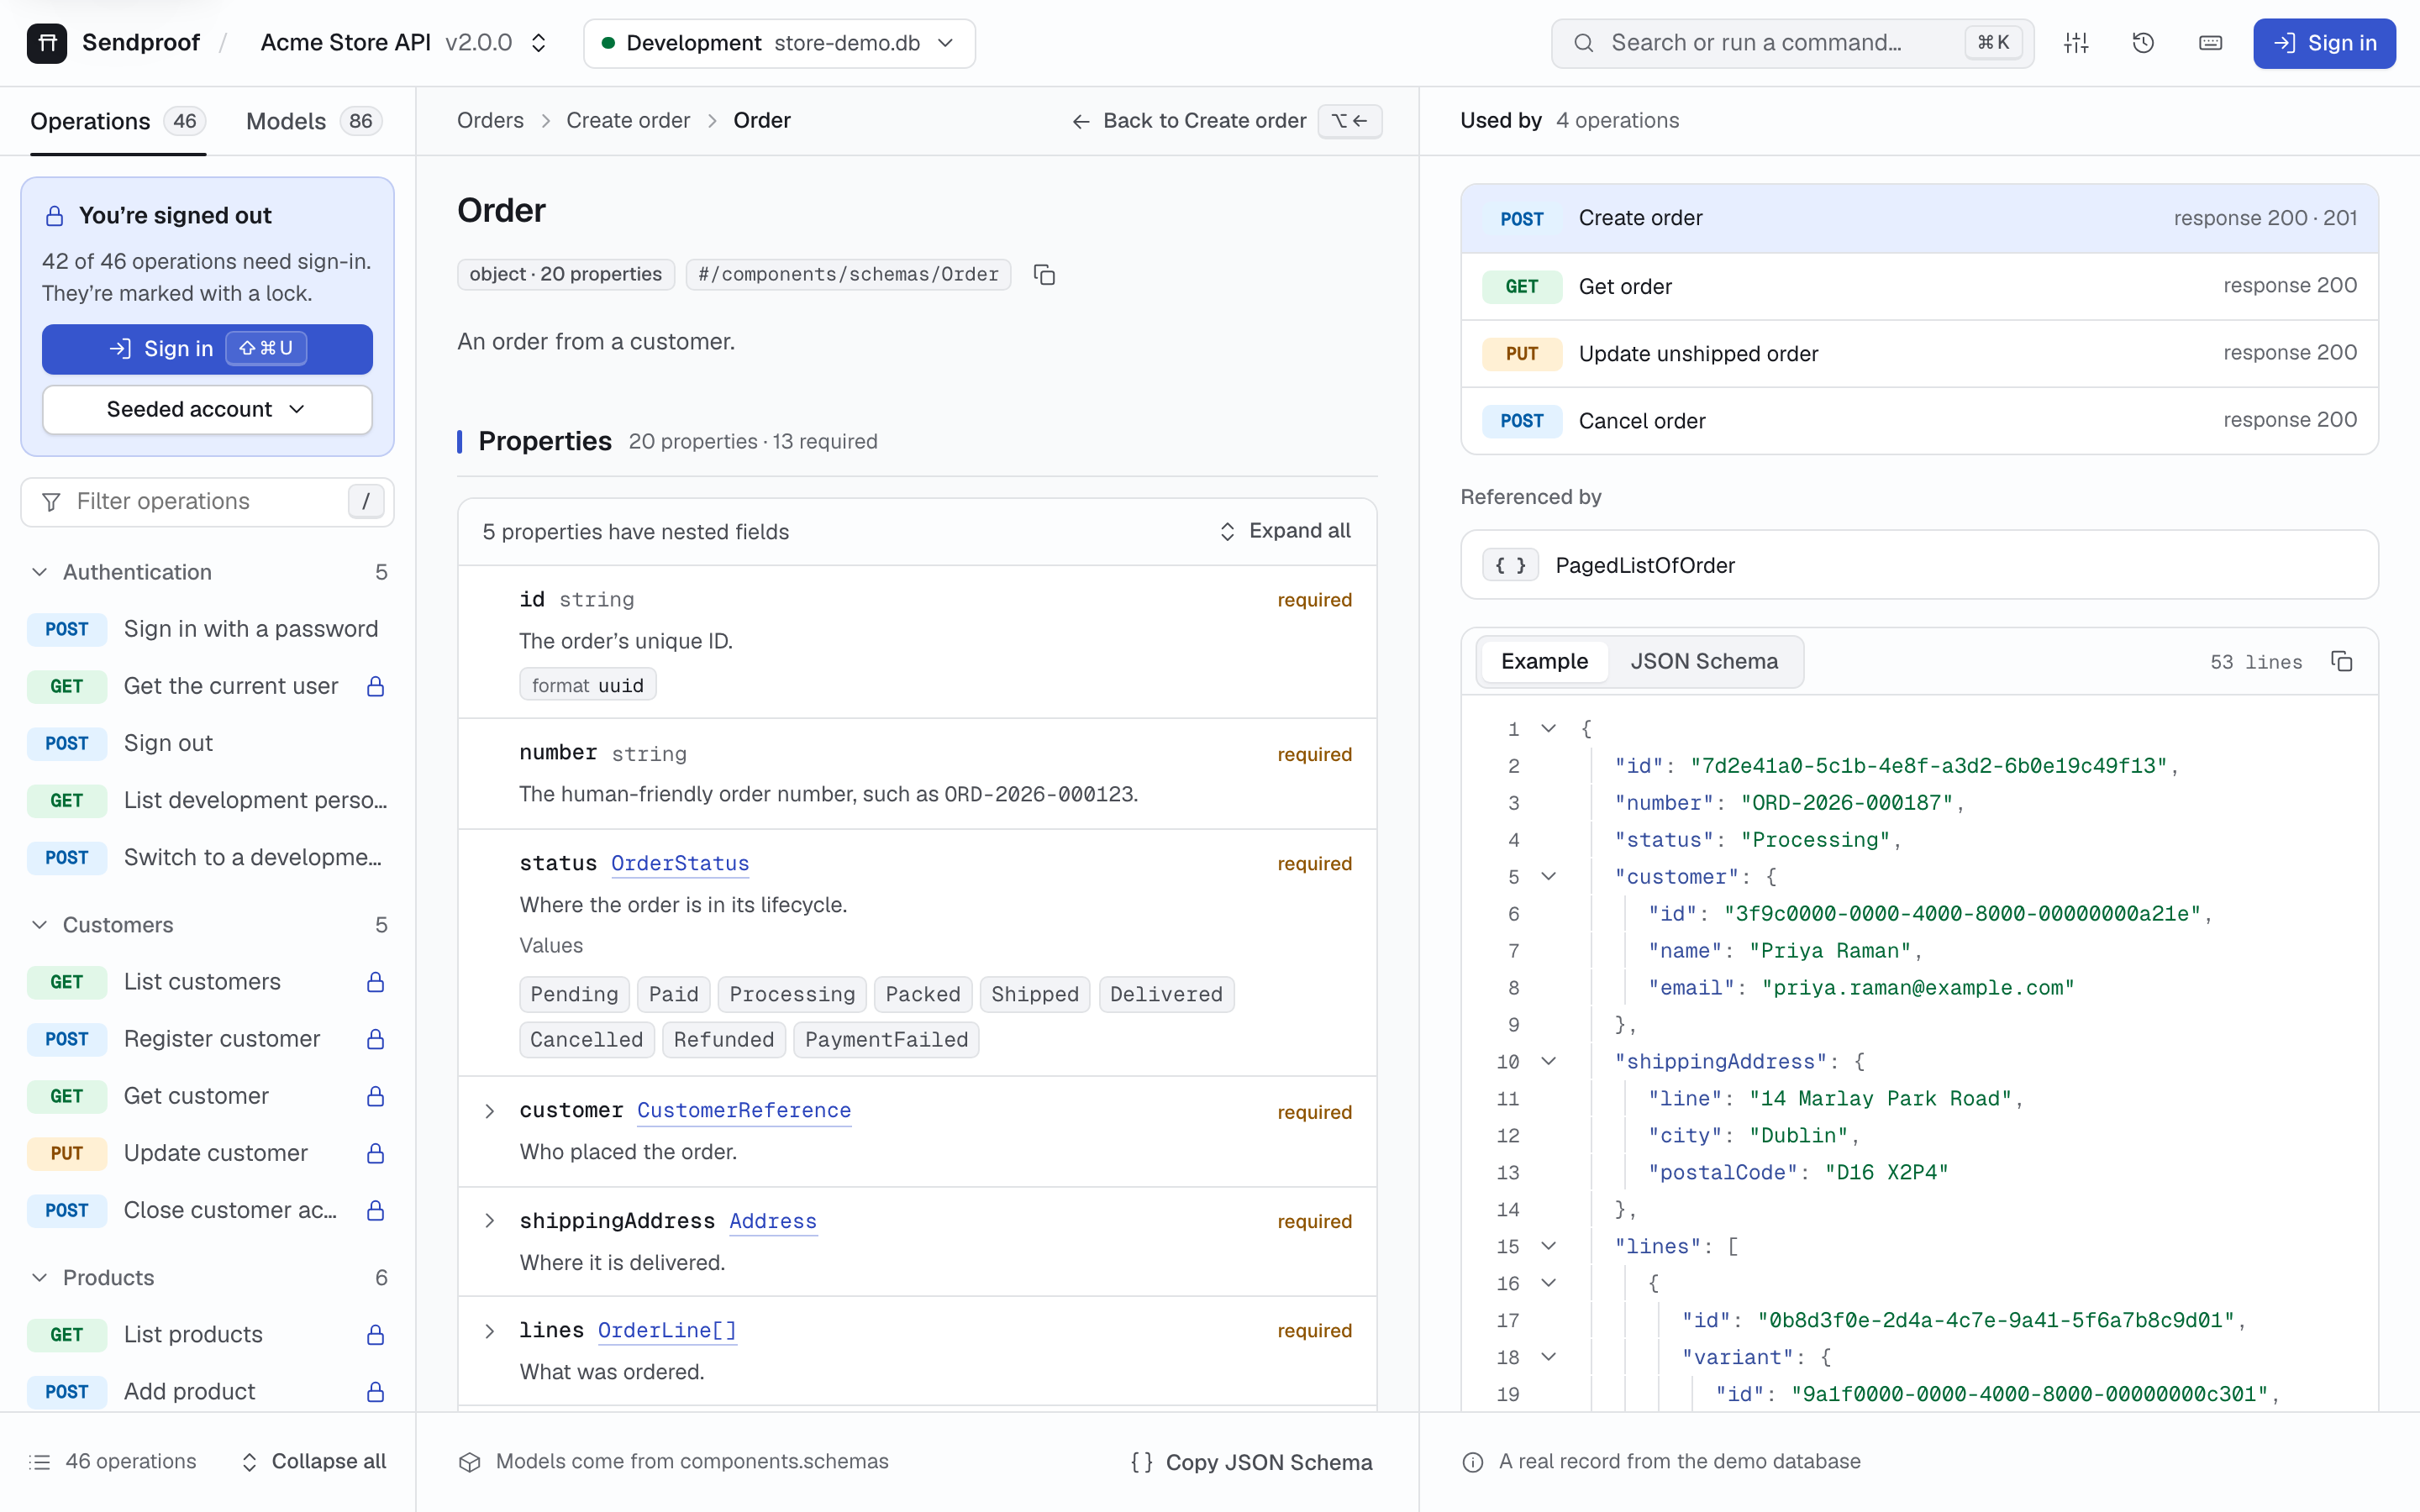 Sendproof / Acme Store API v2.0.0
Development store-demo.db
Search or run a command… ⌘K
Sign in
Operations 46 Models 86
You’re signed out
42 of 46 operations need sign-in.
They’re marked with a lock.
Sign in ⇧⌘U
Seeded account
Filter operations /
Authentication 5
POST Sign in with a password
GET Get the current user
POST Sign out
GET List development perso…
POST Switch to a developme…
Customers 5
GET List customers
POST Register customer
GET Get customer
PUT Update customer
POST Close customer ac…
Products 6
GET List products
POST Add product
46 operations Collapse all
Orders > Create order > Order
← Back to Create order ⌥←
Order
object · 20 properties #/components/schemas/Order
An order from a customer.
Properties 20 properties · 13 required
5 properties have nested fields Expand all
id string required
The order’s unique ID.
format uuid
number string required
The human-friendly order number, such as ORD-2026-000123.
status OrderStatus required
Where the order is in its lifecycle.
Values
Pending Paid Processing Packed Shipped Delivered
Cancelled Refunded PaymentFailed
customer CustomerReference required
Who placed the order.
shippingAddress Address required
Where it is delivered.
lines OrderLine[] required
What was ordered.
Models come from components.schemas {} Copy JSON Schema
Used by 4 operations
POST Create order response 200 · 201
GET Get order response 200
PUT Update unshipped order response 200
POST Cancel order response 200
Referenced by
{ } PagedListOfOrder
Example JSON Schema 53 lines
1 {
2 "id": "7d2e41a0-5c1b-4e8f-a3d2-6b0e19c49f13",
3 "number": "ORD-2026-000187",
4 "status": "Processing",
5 "customer": {
6 "id": "3f9c0000-0000-4000-8000-00000000a21e",
7 "name": "Priya Raman",
8 "email": "priya.raman@example.com"
9 },
10 "shippingAddress": {
11 "line": "14 Marlay Park Road",
12 "city": "Dublin",
13 "postalCode": "D16 X2P4"
14 },
15 "lines": [
16 {
17 "id": "0b8d3f0e-2d4a-4c7e-9a41-5f6a7b8c9d01",
18 "variant": {
19 "id": "9a1f0000-0000-4000-8000-00000000c301",
A real record from the demo database